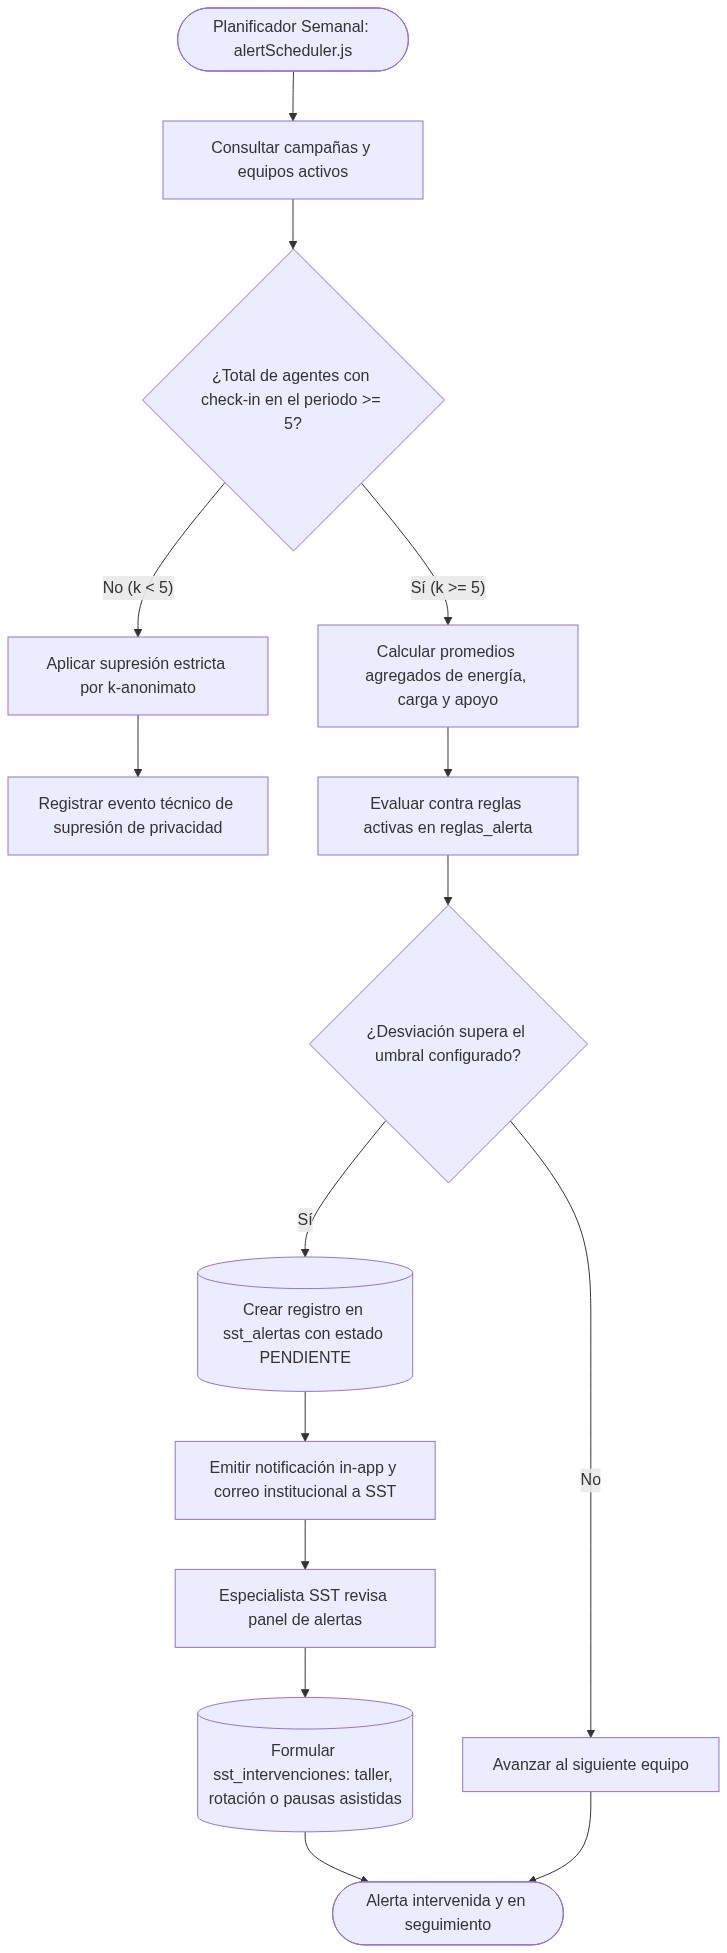 Planificador Semanal:
alertScheduler.js
Consultar campañas y
equipos activos
¿Total de agentes con
check-in en el periodo >=
5?
No (k < 5)
Sí (k >= 5)
Aplicar supresión estricta
por k-anonimato
Calcular promedios
agregados de energía,
carga y apoyo
Registrar evento técnico de
supresión de privacidad
Evaluar contra reglas
activas en reglas_alerta
¿Desviación supera el
umbral configurado?
Sí
Crear registro en
sst_alertas con estado
PENDIENTE
Emitir notificación in-app y
correo institucional a SST
No
Especialista SST revisa
panel de alertas
Formular
sst_intervenciones: taller,
rotación o pausas asistidas
Avanzar al siguiente equipo
Alerta intervenida y en
seguimiento